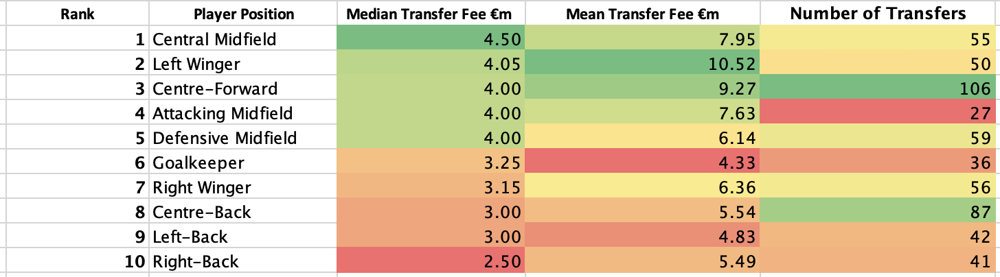 Rank Player Position Median Transfer Fee €m Mean Transfer Fee €m Number of Transfers
1 Central Midfield 4.50 7.95 55
2 Left Winger 4.05 10.52 50
3 Centre-Forward 4.00 9.27 106
4 Attacking Midfield 4.00 7.63 27
5 Defensive Midfield 4.00 6.14 59
6 Goalkeeper 3.25 4.33 36
7 Right Winger 3.15 6.36 56
8 Centre-Back 3.00 5.54 87
9 Left-Back 3.00 4.83 42
10 Right-Back 2.50 5.49 41